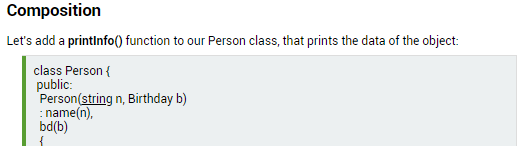 Composition
Let's add a printInfo() function to our Person class, that prints the data of the object:
class Person {
public:
Person(string n, Birthday b)
: name(n),
bd(b)
{